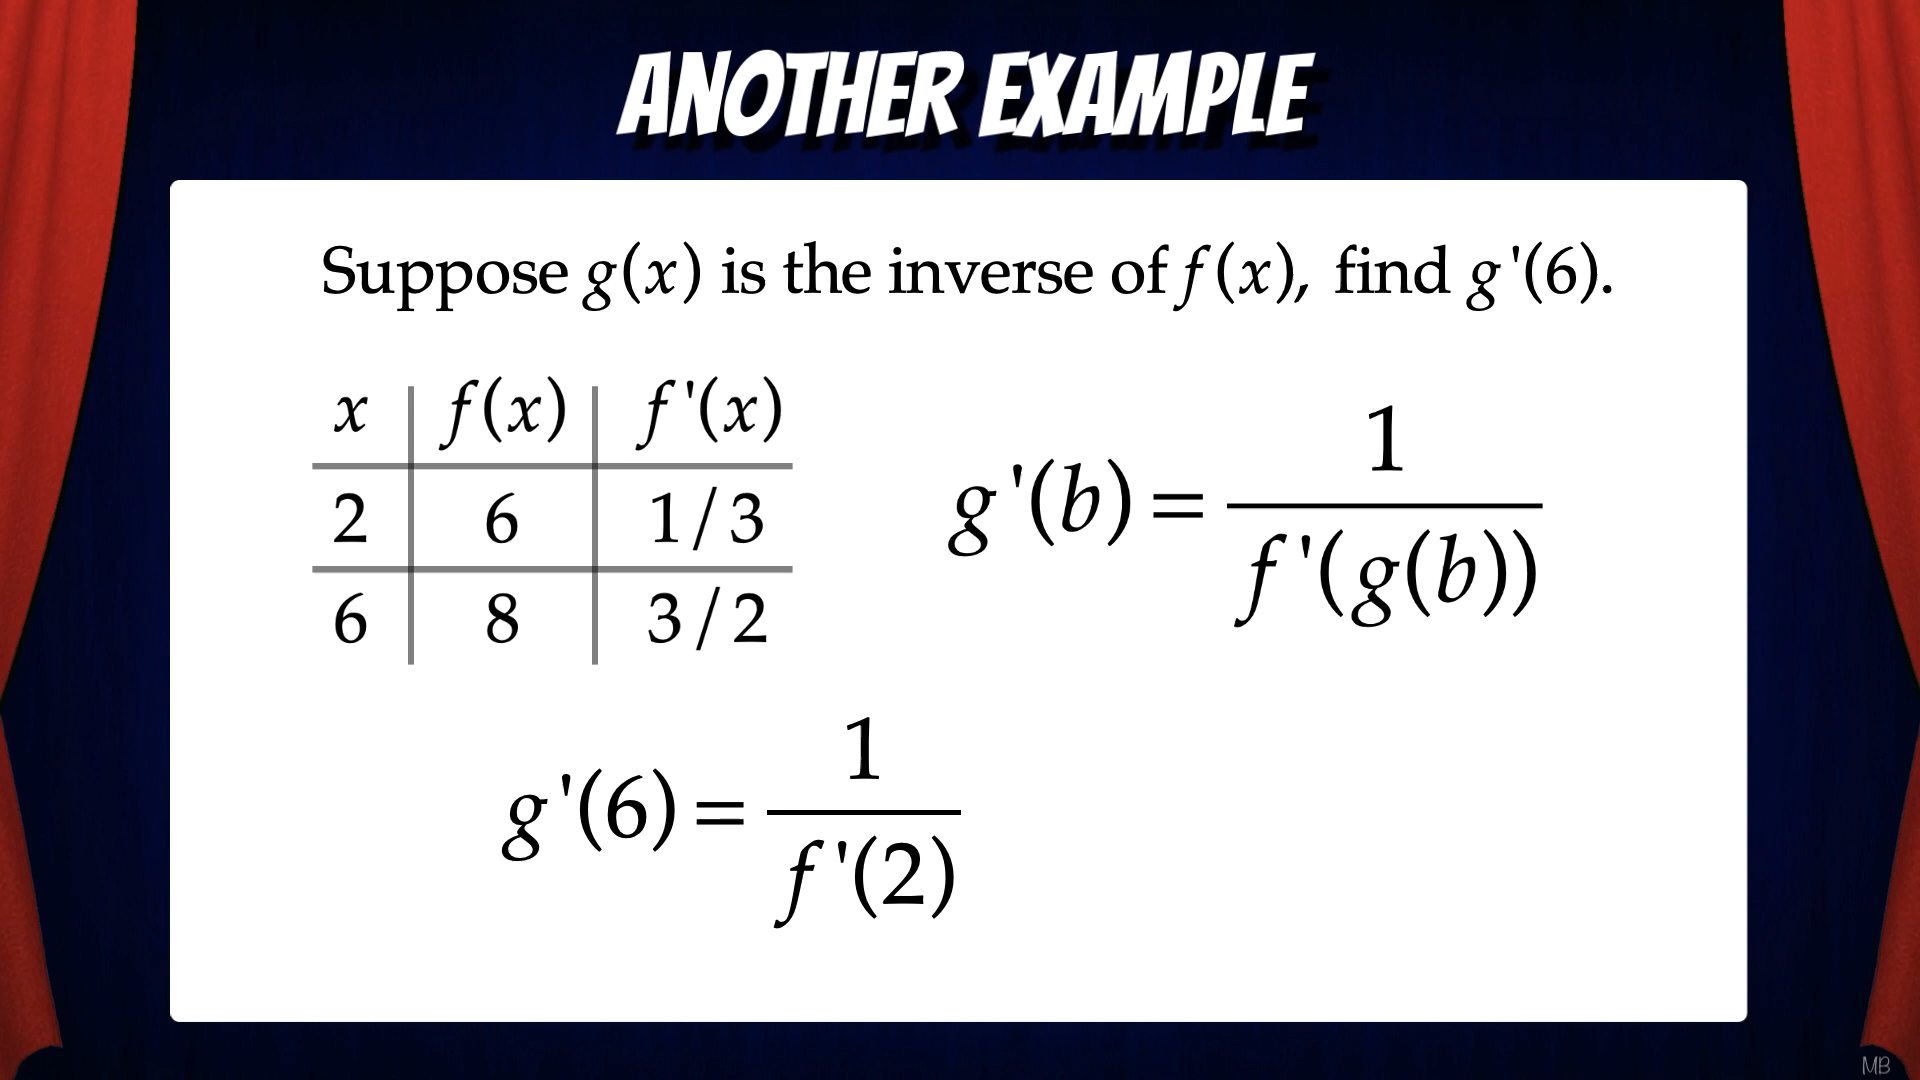 ANOTHER EXAMPLE
Suppose g(x) is the inverse of f(x), find g'(6).
x | f(x) | f'(x)
2 | 6 | 1/3
6 | 8 | 3/2
g'(b) = 1 / f'(g(b))
g'(6) = 1 / f'(2)
MB